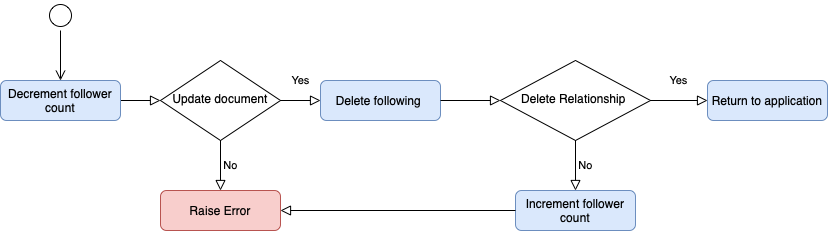 Decrement follower
count
Update document
Yes
Delete following
Delete Relationship
Yes
Return to application
No
No
Raise Error
Increment follower
count